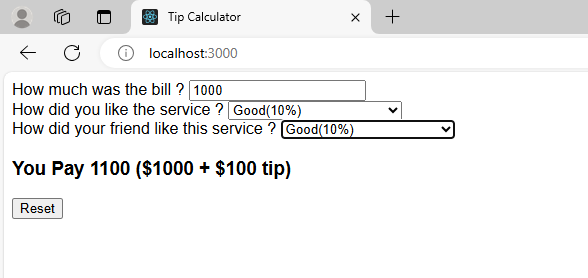 Tip Calculator
localhost:3000
How much was the bill ? 1000
How did you like the service ? Good(10%)
How did your friend like this service ? Good(10%)
You Pay 1100 ($1000 + $100 tip)
Reset